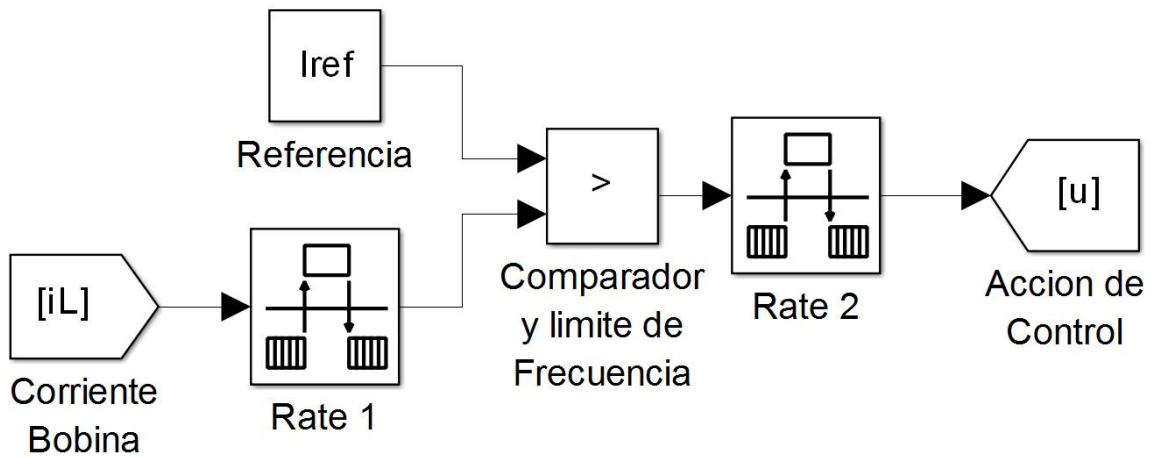 Iref
Referencia
>
Comparador
y limite de
Frecuencia
Rate 2
[u]
Accion de
Control
[iL]
Corriente
Bobina
Rate 1